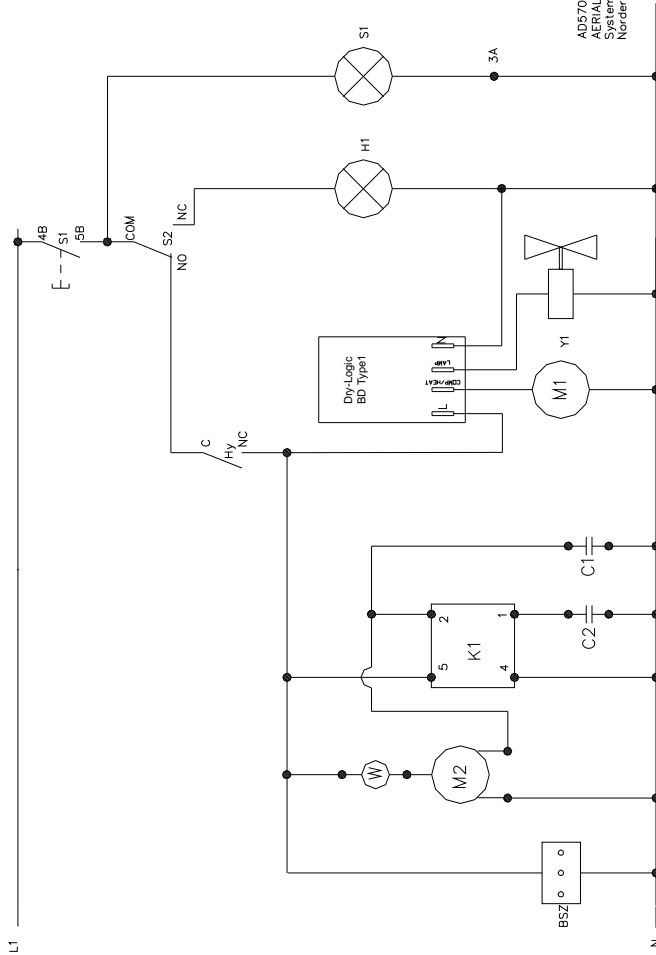 L1
4B
S1
5B
COM
S2
NC
NO
C
Hy
NC
S1
H1
3A
AD570
AERIAL
System
Norder
Dry-Logic
BD Type1
L
COMP/HEAT
LAMP
N
Y1
M1
C1
C2
2
5
K1
1
4
W
M2
BSZ
N